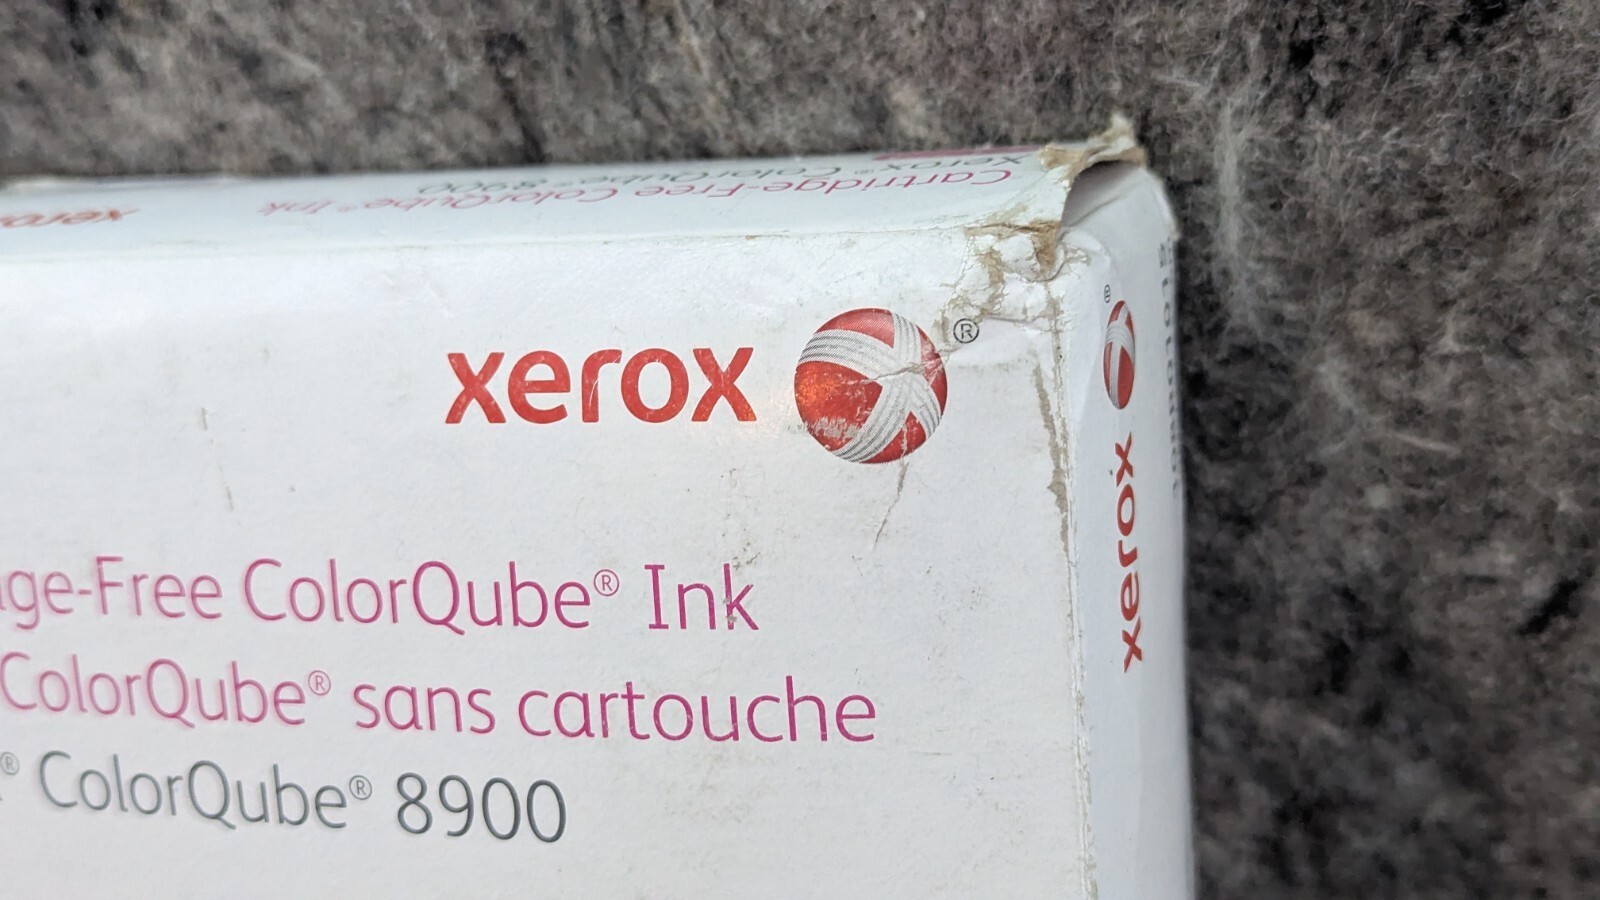 Cartridge-Free ColorQube® Ink
Xerox® ColorQube® 8900
xerox ®
ge-Free ColorQube® Ink
ColorQube® sans cartouche
® ColorQube® 8900
xerox ®